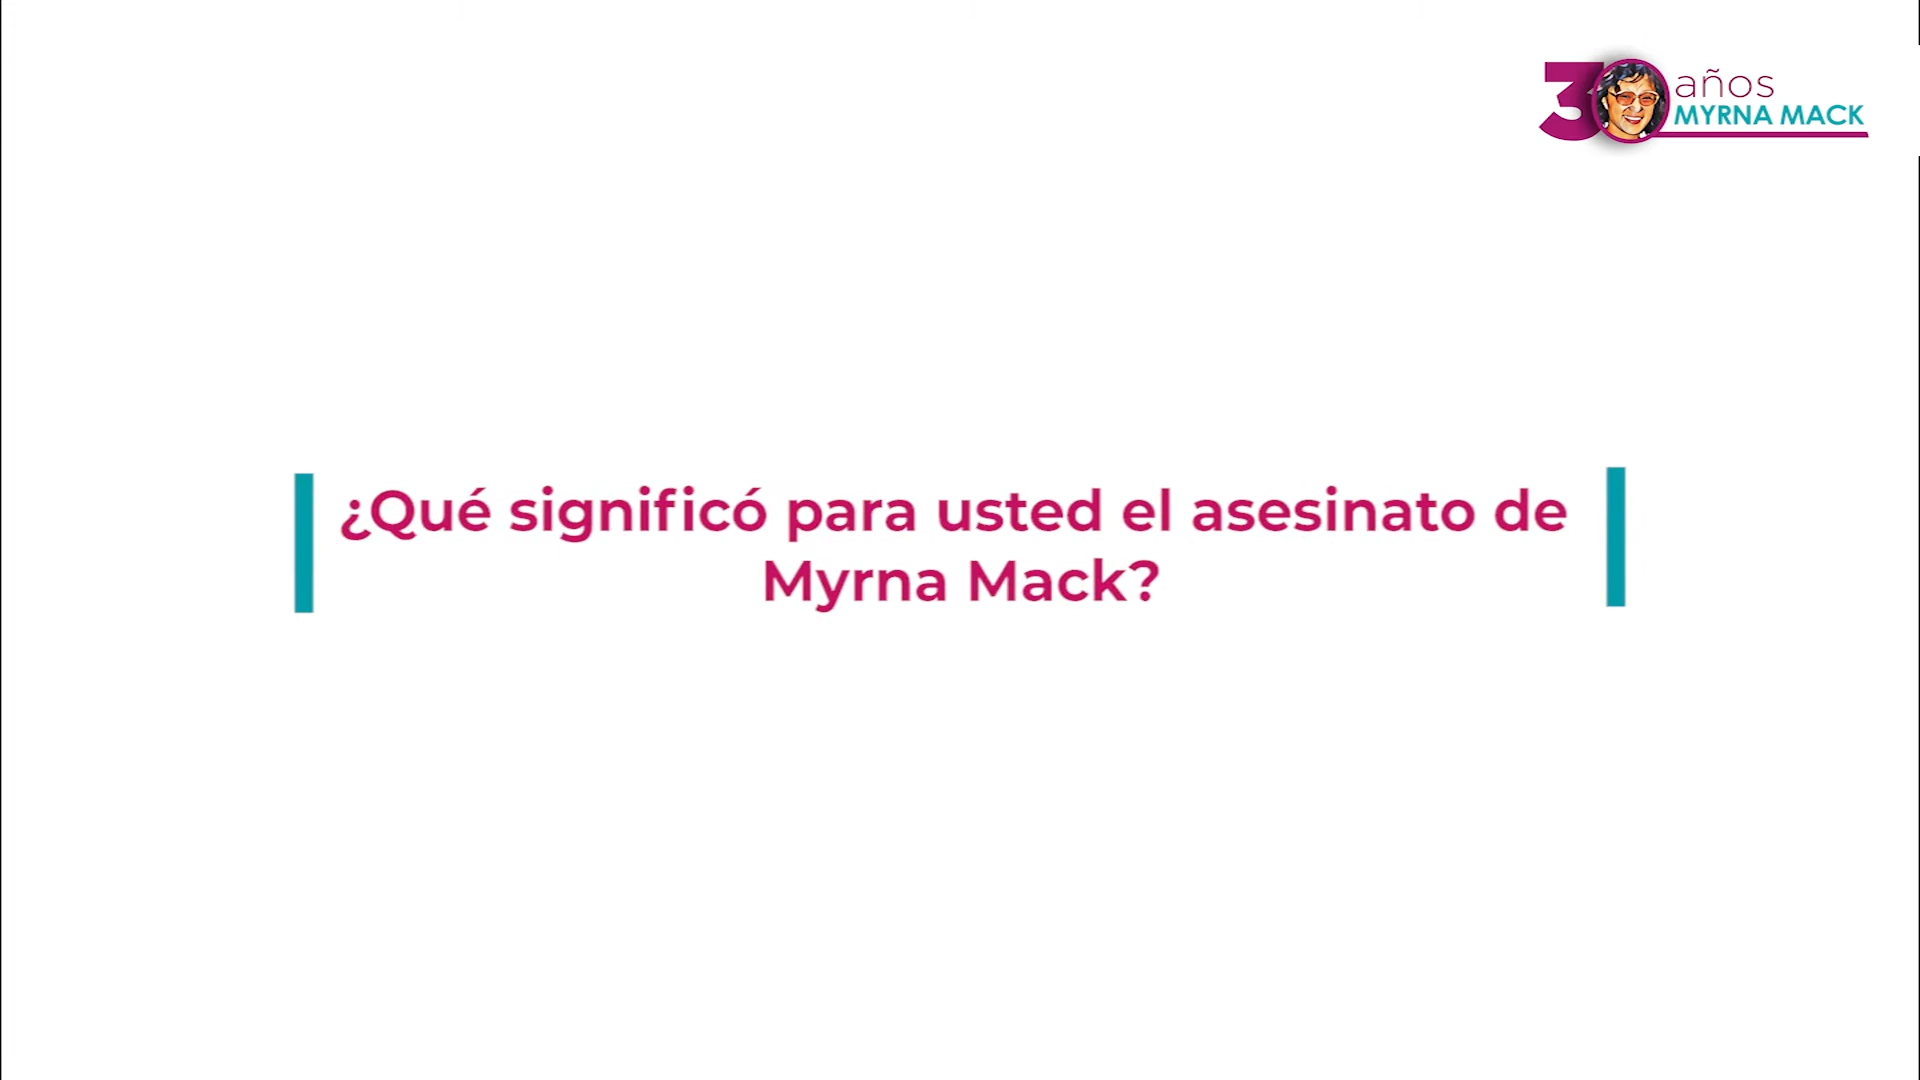 30 años
MYRNA MACK
¿Qué significó para usted el asesinato de
Myrna Mack?